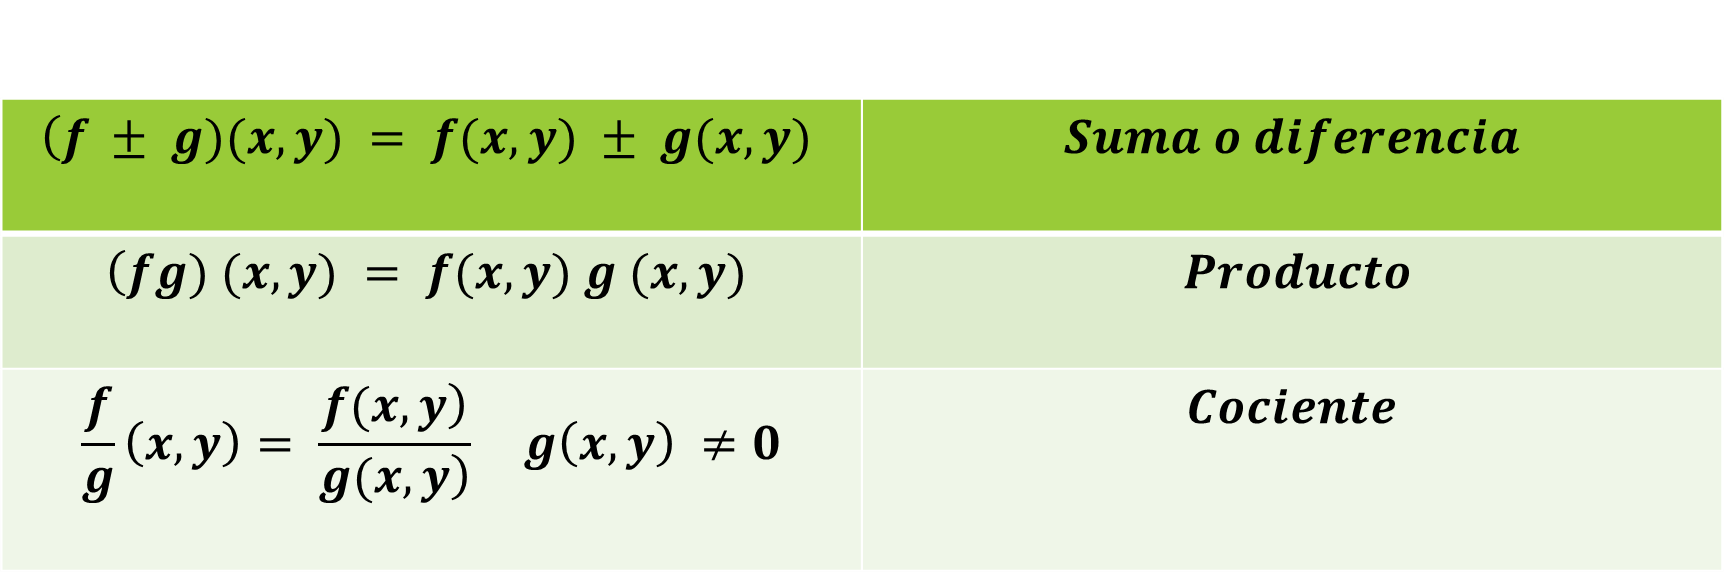 (f ± g)(x, y) = f(x, y) ± g(x, y)
Suma o diferencia
(fg) (x, y) = f(x, y) g (x, y)
Producto
f/g (x, y) = f(x, y)/g(x, y) g(x, y) ≠ 0
Cociente